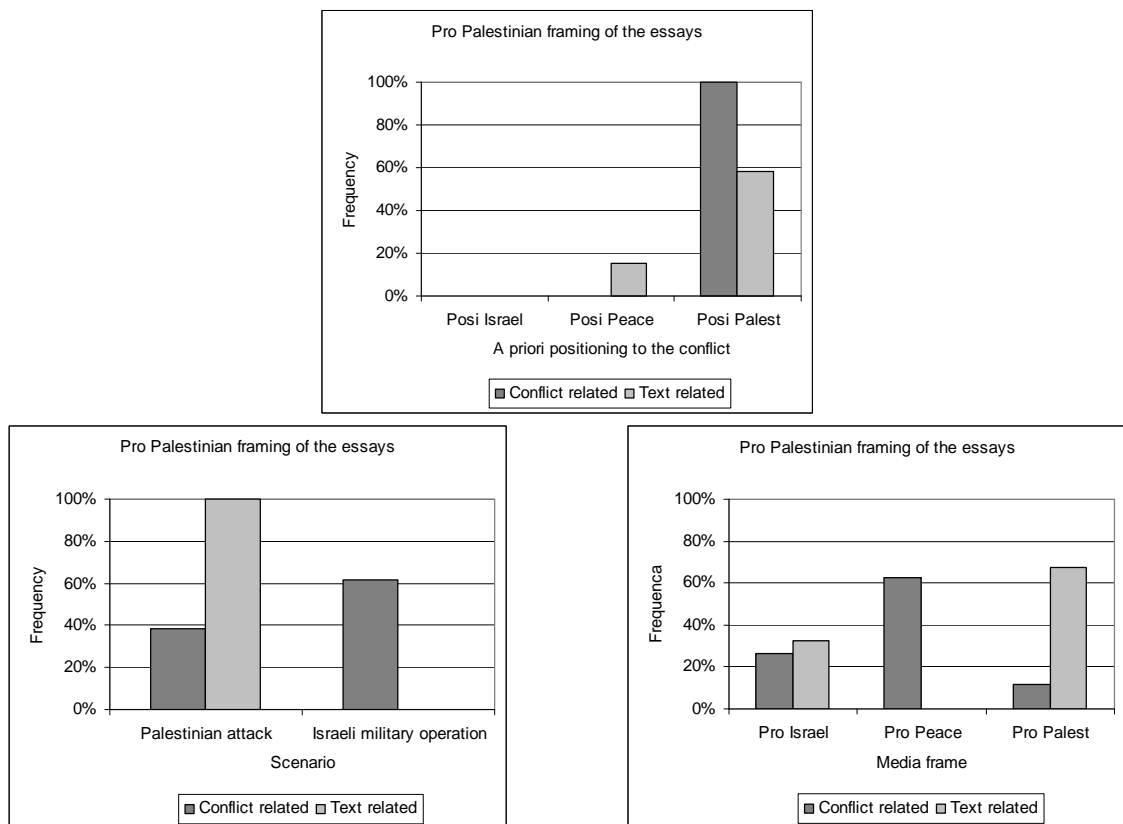 Pro Palestinian framing of the essays
100%
80%
60%
40%
20%
0%
Frequency
Posi Israel Posi Peace Posi Palest
A priori positioning to the conflict
Conflict related Text related
Pro Palestinian framing of the essays
100%
80%
60%
40%
20%
0%
Frequency
Palestinian attack Israeli military operation
Scenario
Conflict related Text related
Pro Palestinian framing of the essays
100%
80%
60%
40%
20%
0%
Frequenca
Pro Israel Pro Peace Pro Palest
Media frame
Conflict related Text related